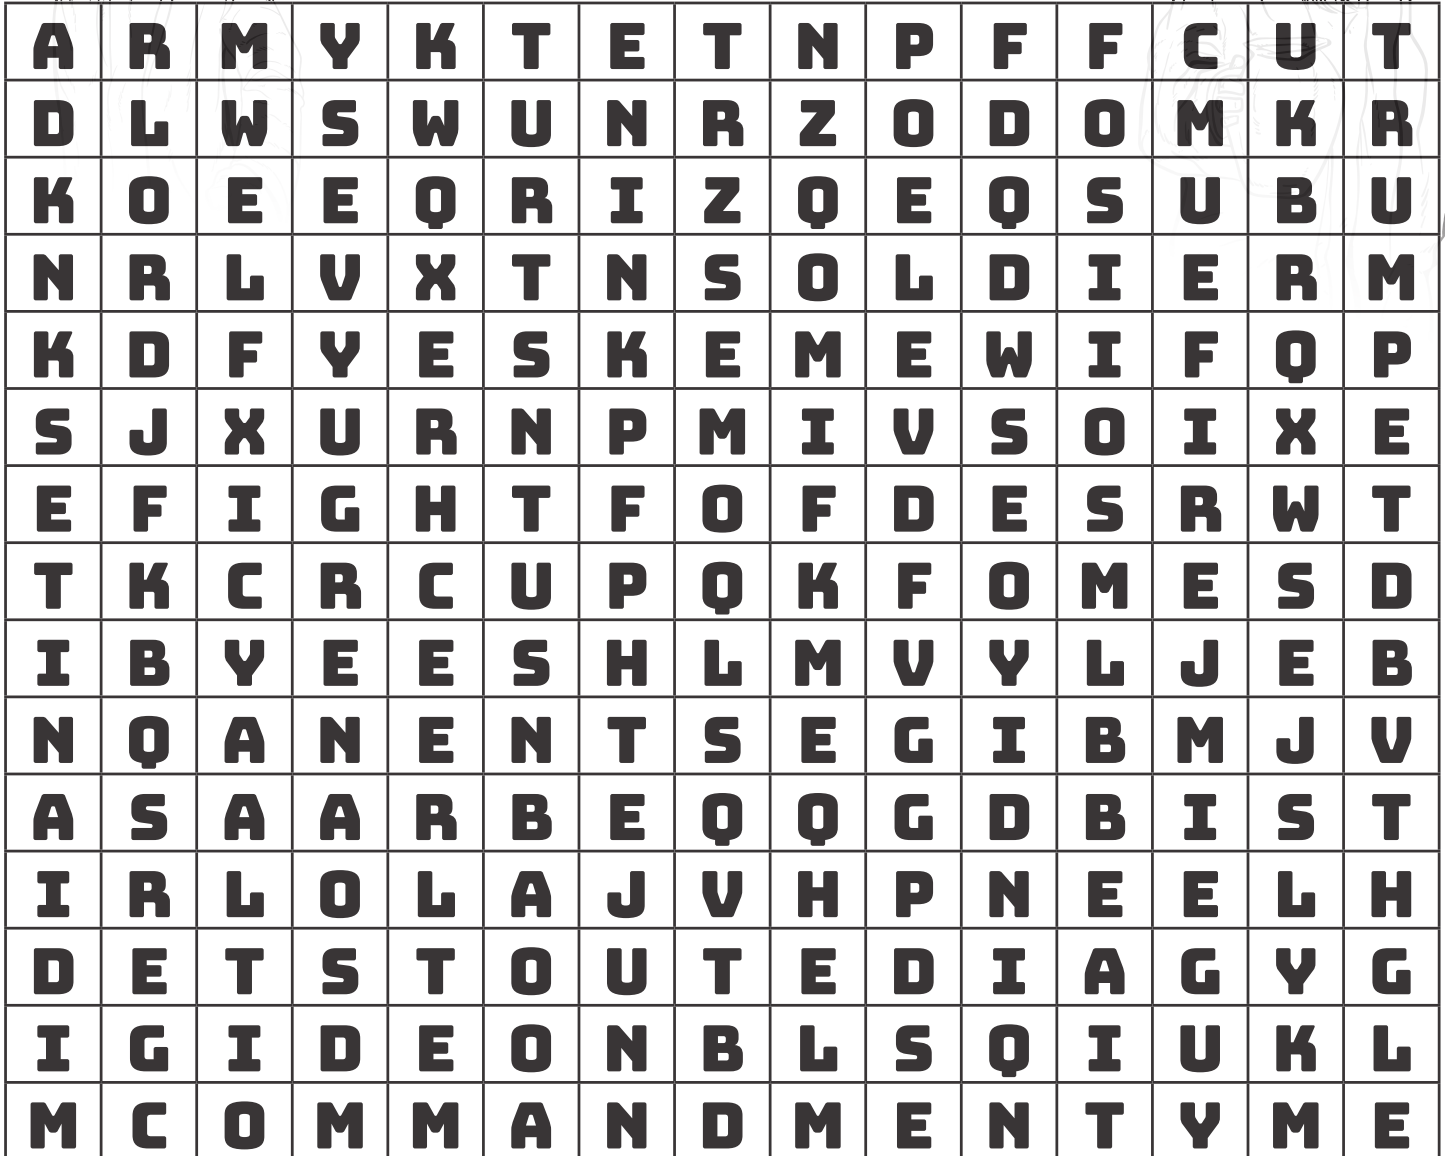 A R M Y K T E T N P F F C U T
D L W S W U N R Z O D O M K R
K O E E Q R I Z Q E Q S U B U
N R L V X T N S O L D I E R M
K D F Y E S K E M E W I F Q P
S J X U R N P M I V S O I X E
E F I G H T F O F D E S R W T
T K C R C U P Q K F O M E S D
I B Y E E S H L M V Y L J E B
N Q A N E N T S E G I B M J V
A S A A R B E Q Q G D B I S T
I R L O L A J V H P N E E L H
D E T S T O U T E D I A G Y G
I G I D E O N B L S Q I U K L
M C O M M A N D M E N T Y M E